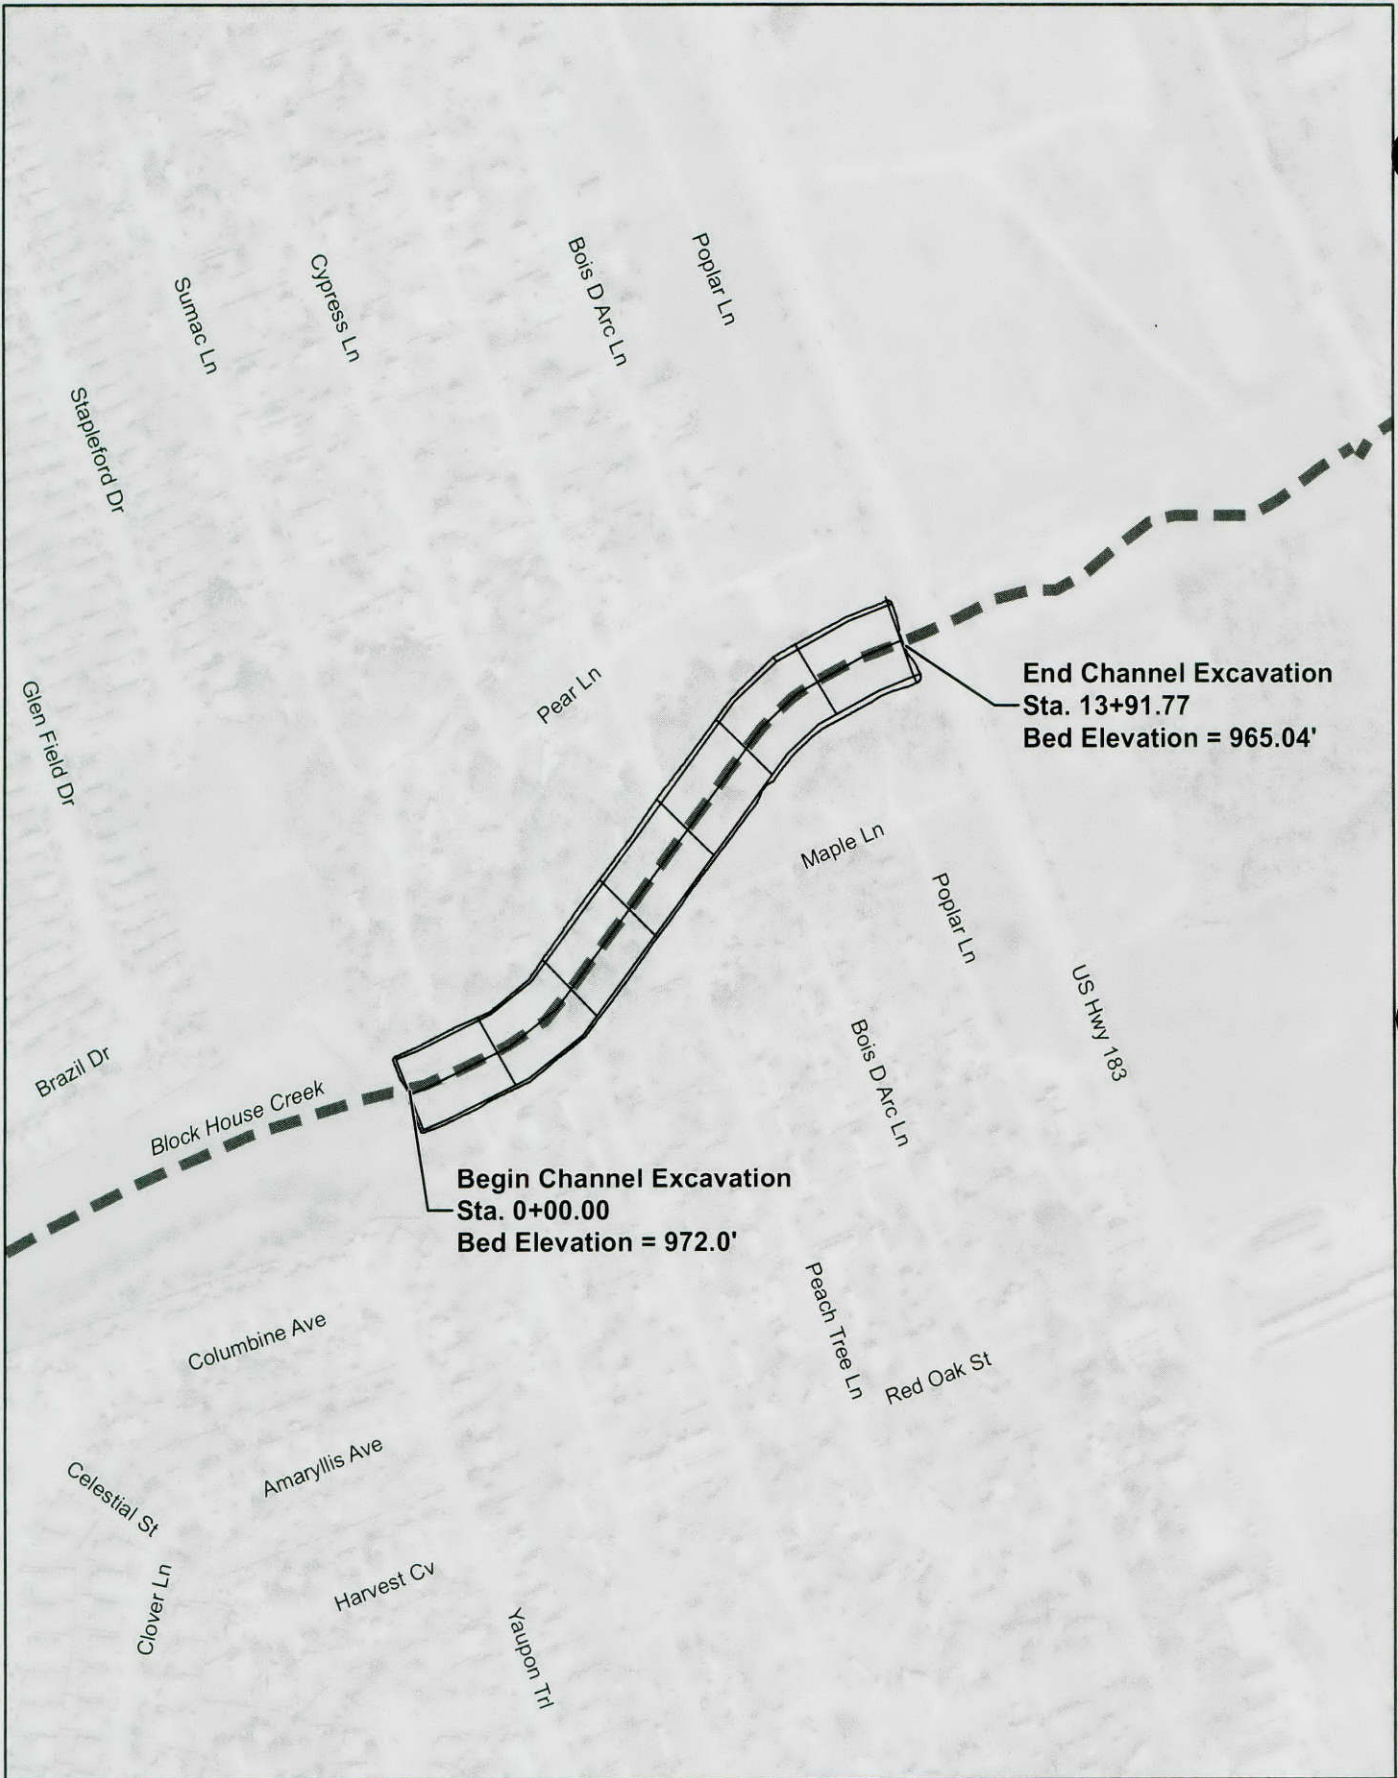 Poplar Ln
Bois D Arc Ln
Cypress Ln
Sumac Ln
Stapleford Dr
Pear Ln
Glen Field Dr
End Channel Excavation
Sta. 13+91.77
Bed Elevation = 965.04'
Maple Ln
Poplar Ln
US Hwy 183
Bois D Arc Ln
Brazil Dr
Block House Creek
Begin Channel Excavation
Sta. 0+00.00
Bed Elevation = 972.0'
Peach Tree Ln
Red Oak St
Columbine Ave
Amaryllis Ave
Celestial St
Clover Ln
Harvest Cv
Yaupon Trl